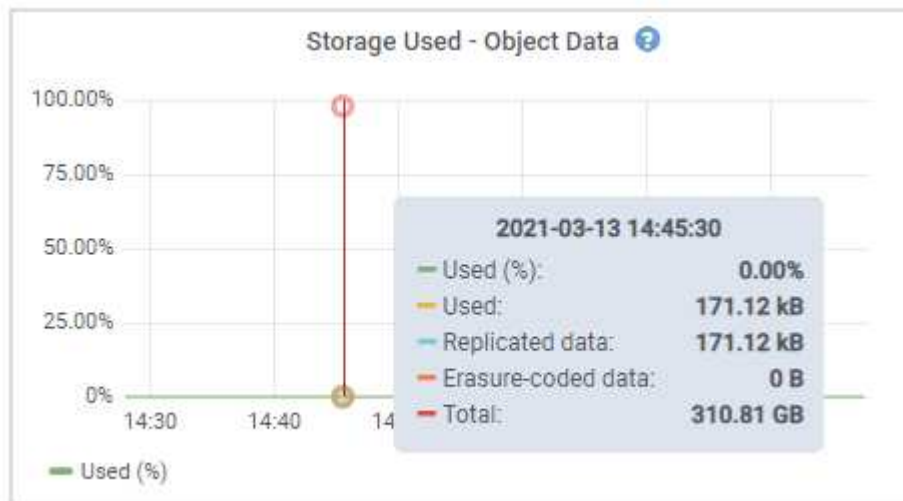 Storage Used - Object Data ?
100.00%
75.00%
50.00%
25.00%
0%
14:30 14:40 14
2021-03-13 14:45:30
Used (%): 0.00%
Used: 171.12 kB
Replicated data: 171.12 kB
Erasure-coded data: 0 B
Total: 310.81 GB
Used (%)